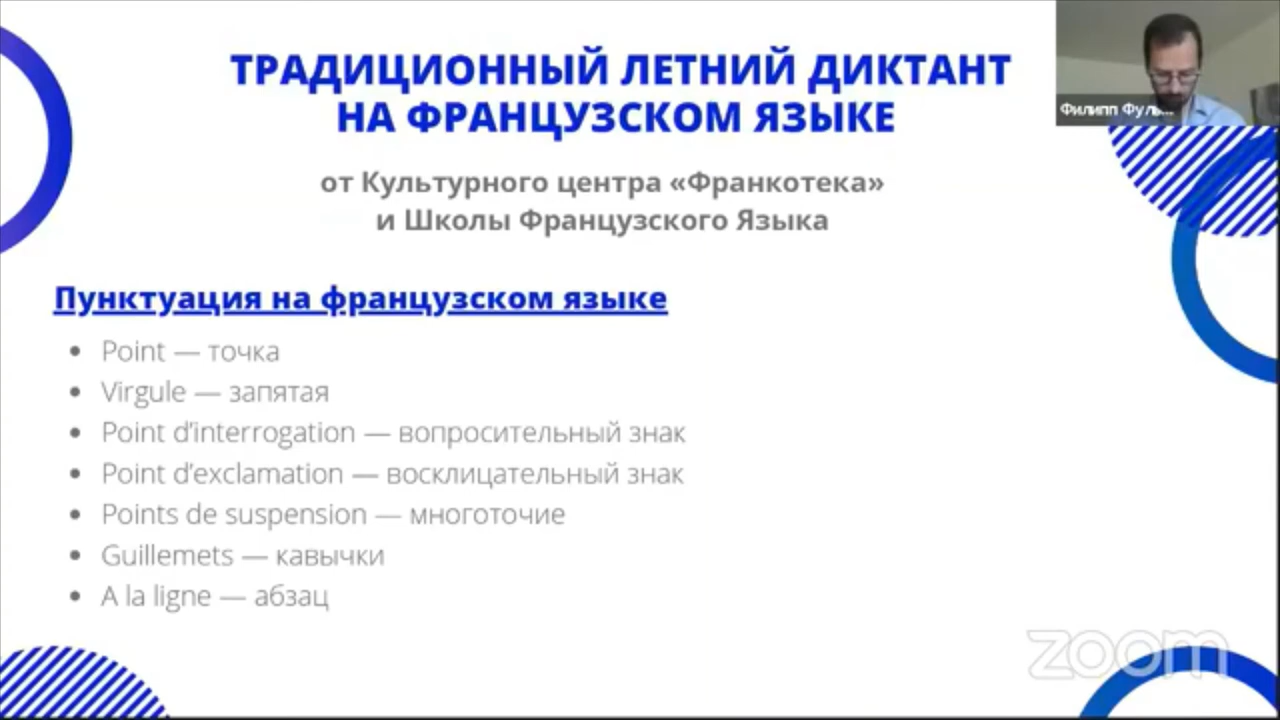 ТРАДИЦИОННЫЙ ЛЕТНИЙ ДИКТАНТ
НА ФРАНЦУЗСКОМ ЯЗЫКЕ
от Культурного центра «Франкотека»
и Школы Французского Языка
Филипп Фуль...
Пунктуация на французском языке
• Point — точка
• Virgule — запятая
• Point d’interrogation — вопросительный знак
• Point d’exclamation — восклицательный знак
• Points de suspension — многоточие
• Guillemets — кавычки
• A la ligne — абзац
zoom